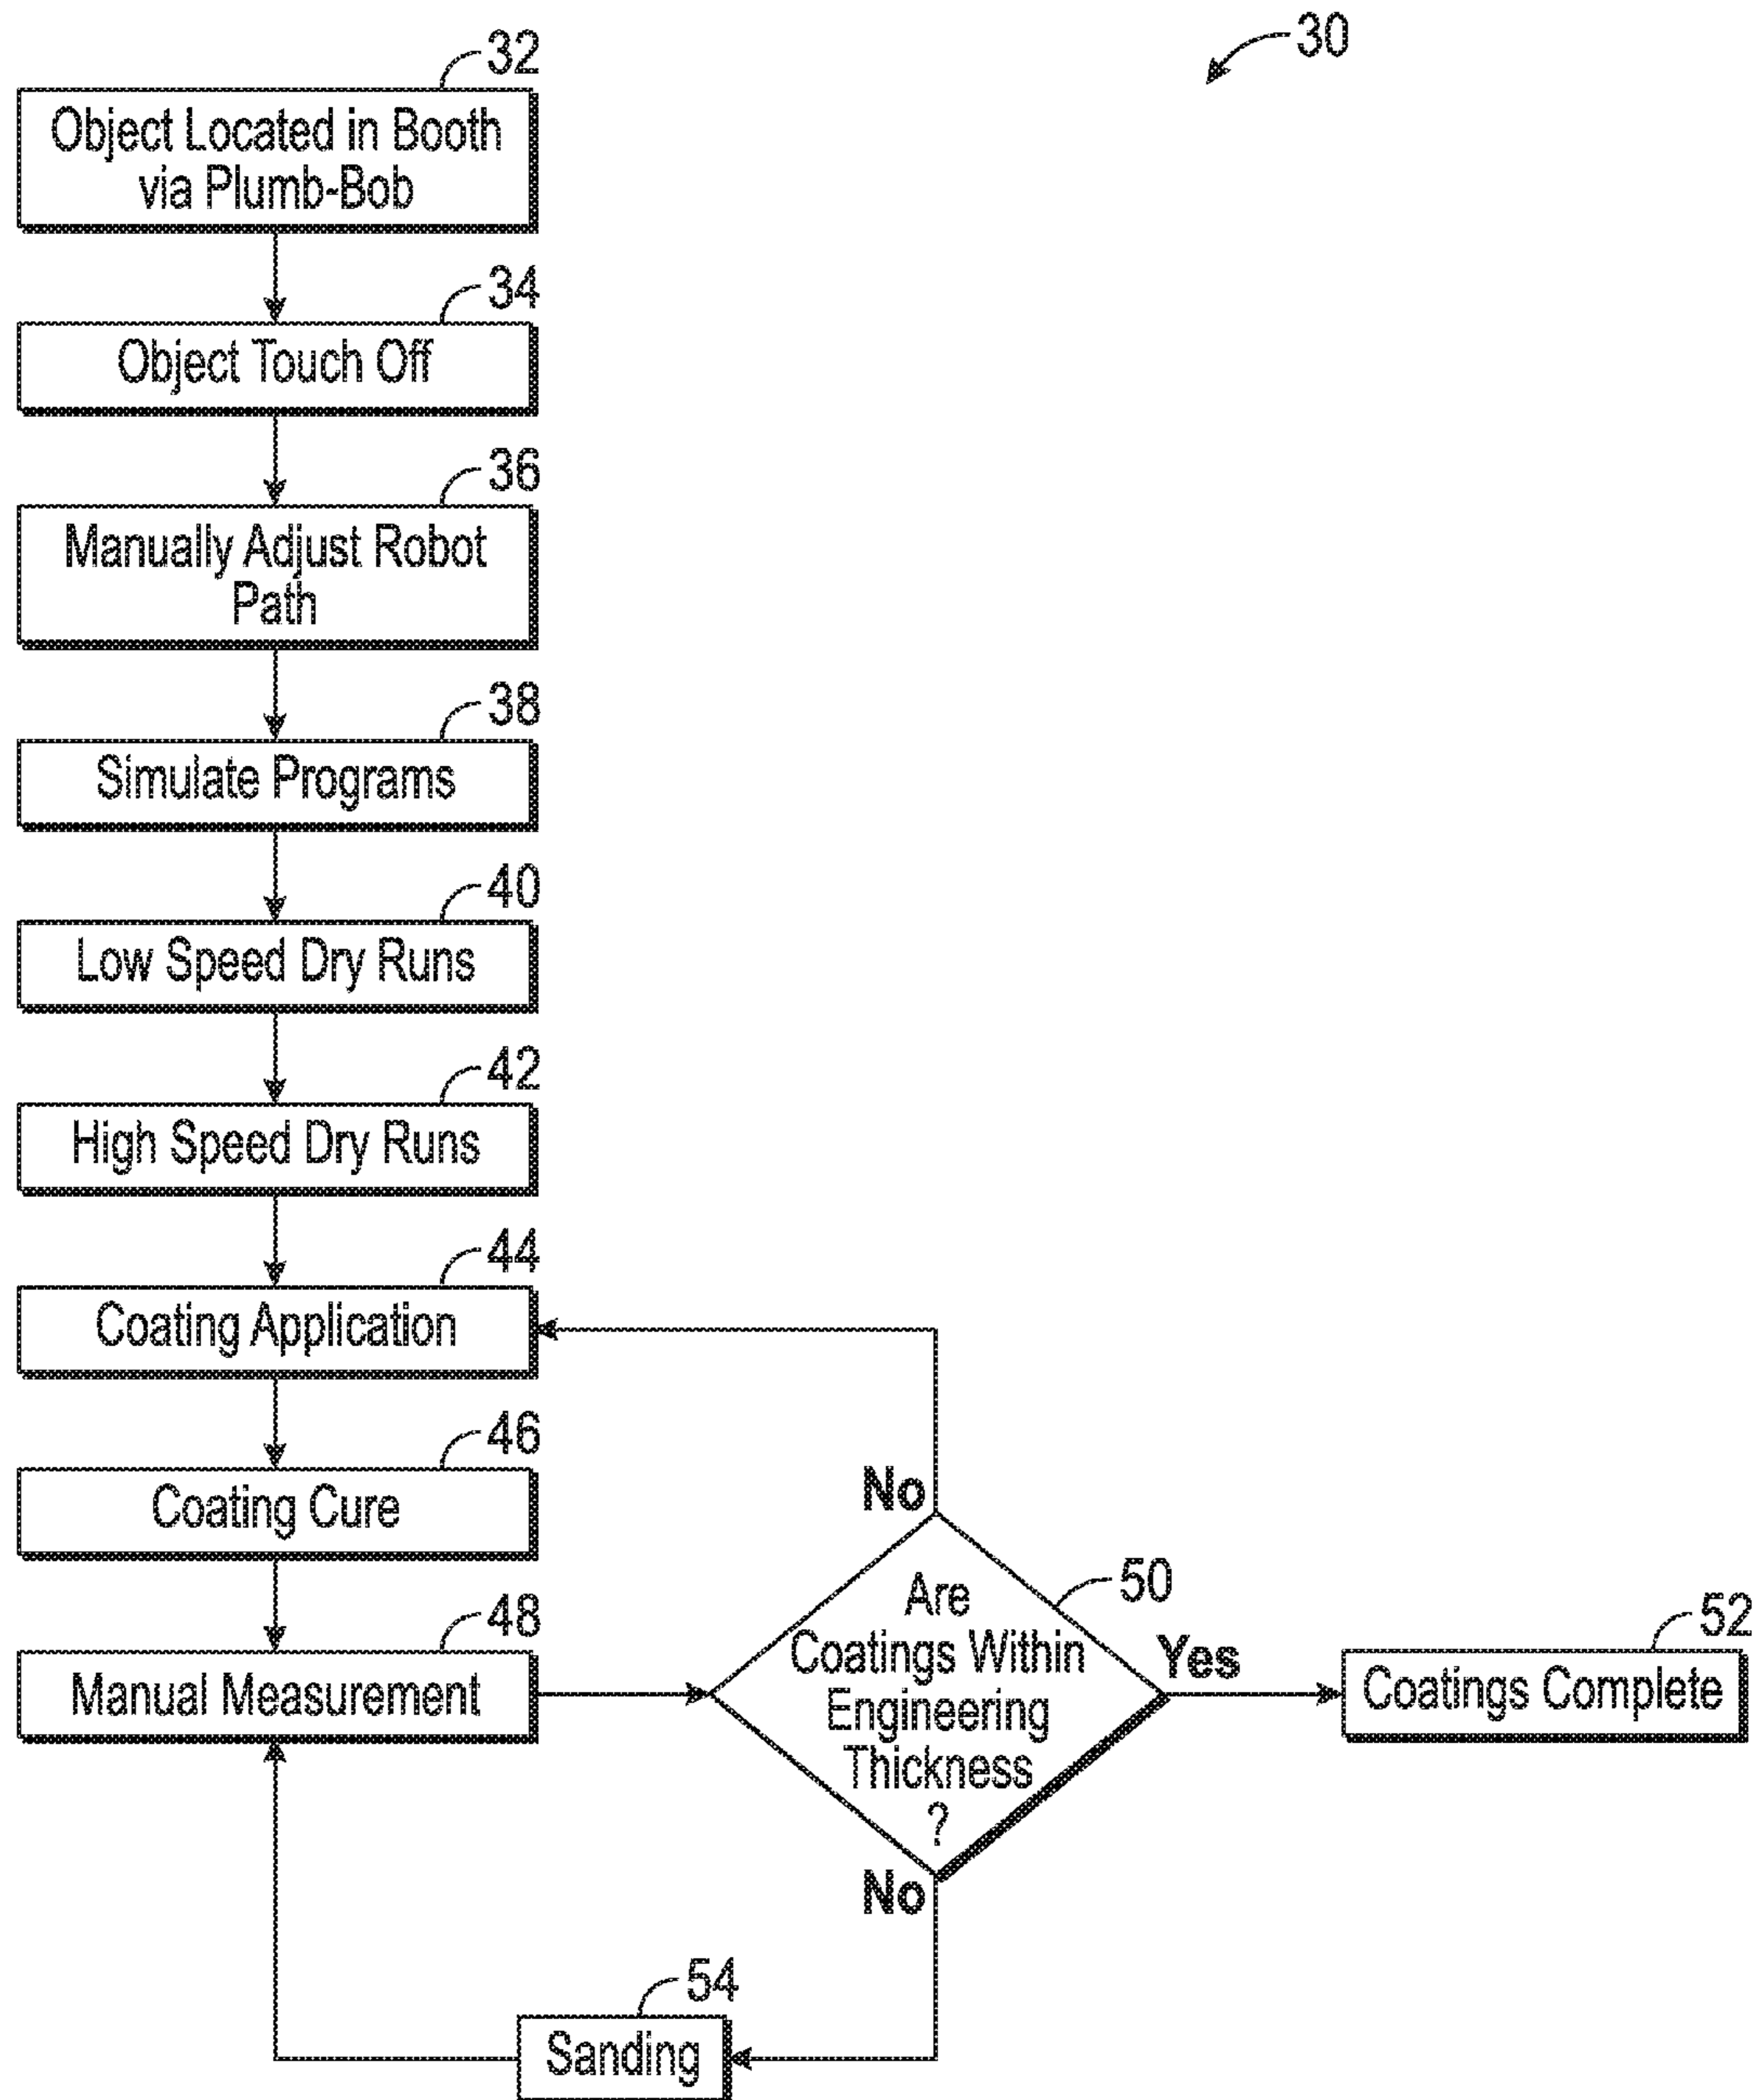 30
32
Object Located in Booth
via Plumb-Bob
34
Object Touch Off
36
Manually Adjust Robot
Path
38
Simulate Programs
40
Low Speed Dry Runs
42
High Speed Dry Runs
44
Coating Application
46
Coating Cure
48
Manual Measurement
No
50
Are
Coatings Within
Engineering
Thickness
?
Yes
52
Coatings Complete
No
54
Sanding